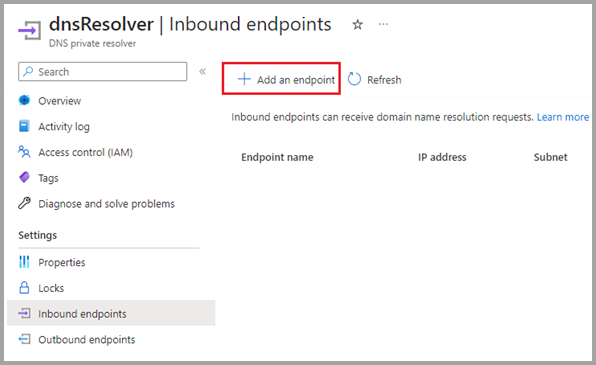 dnsResolver | Inbound endpoints
DNS private resolver
Search
Overview
Activity log
Access control (IAM)
Tags
Diagnose and solve problems
Settings
Properties
Locks
Inbound endpoints
Outbound endpoints
Add an endpoint Refresh
Inbound endpoints can receive domain name resolution requests. Learn more
Endpoint name IP address Subnet